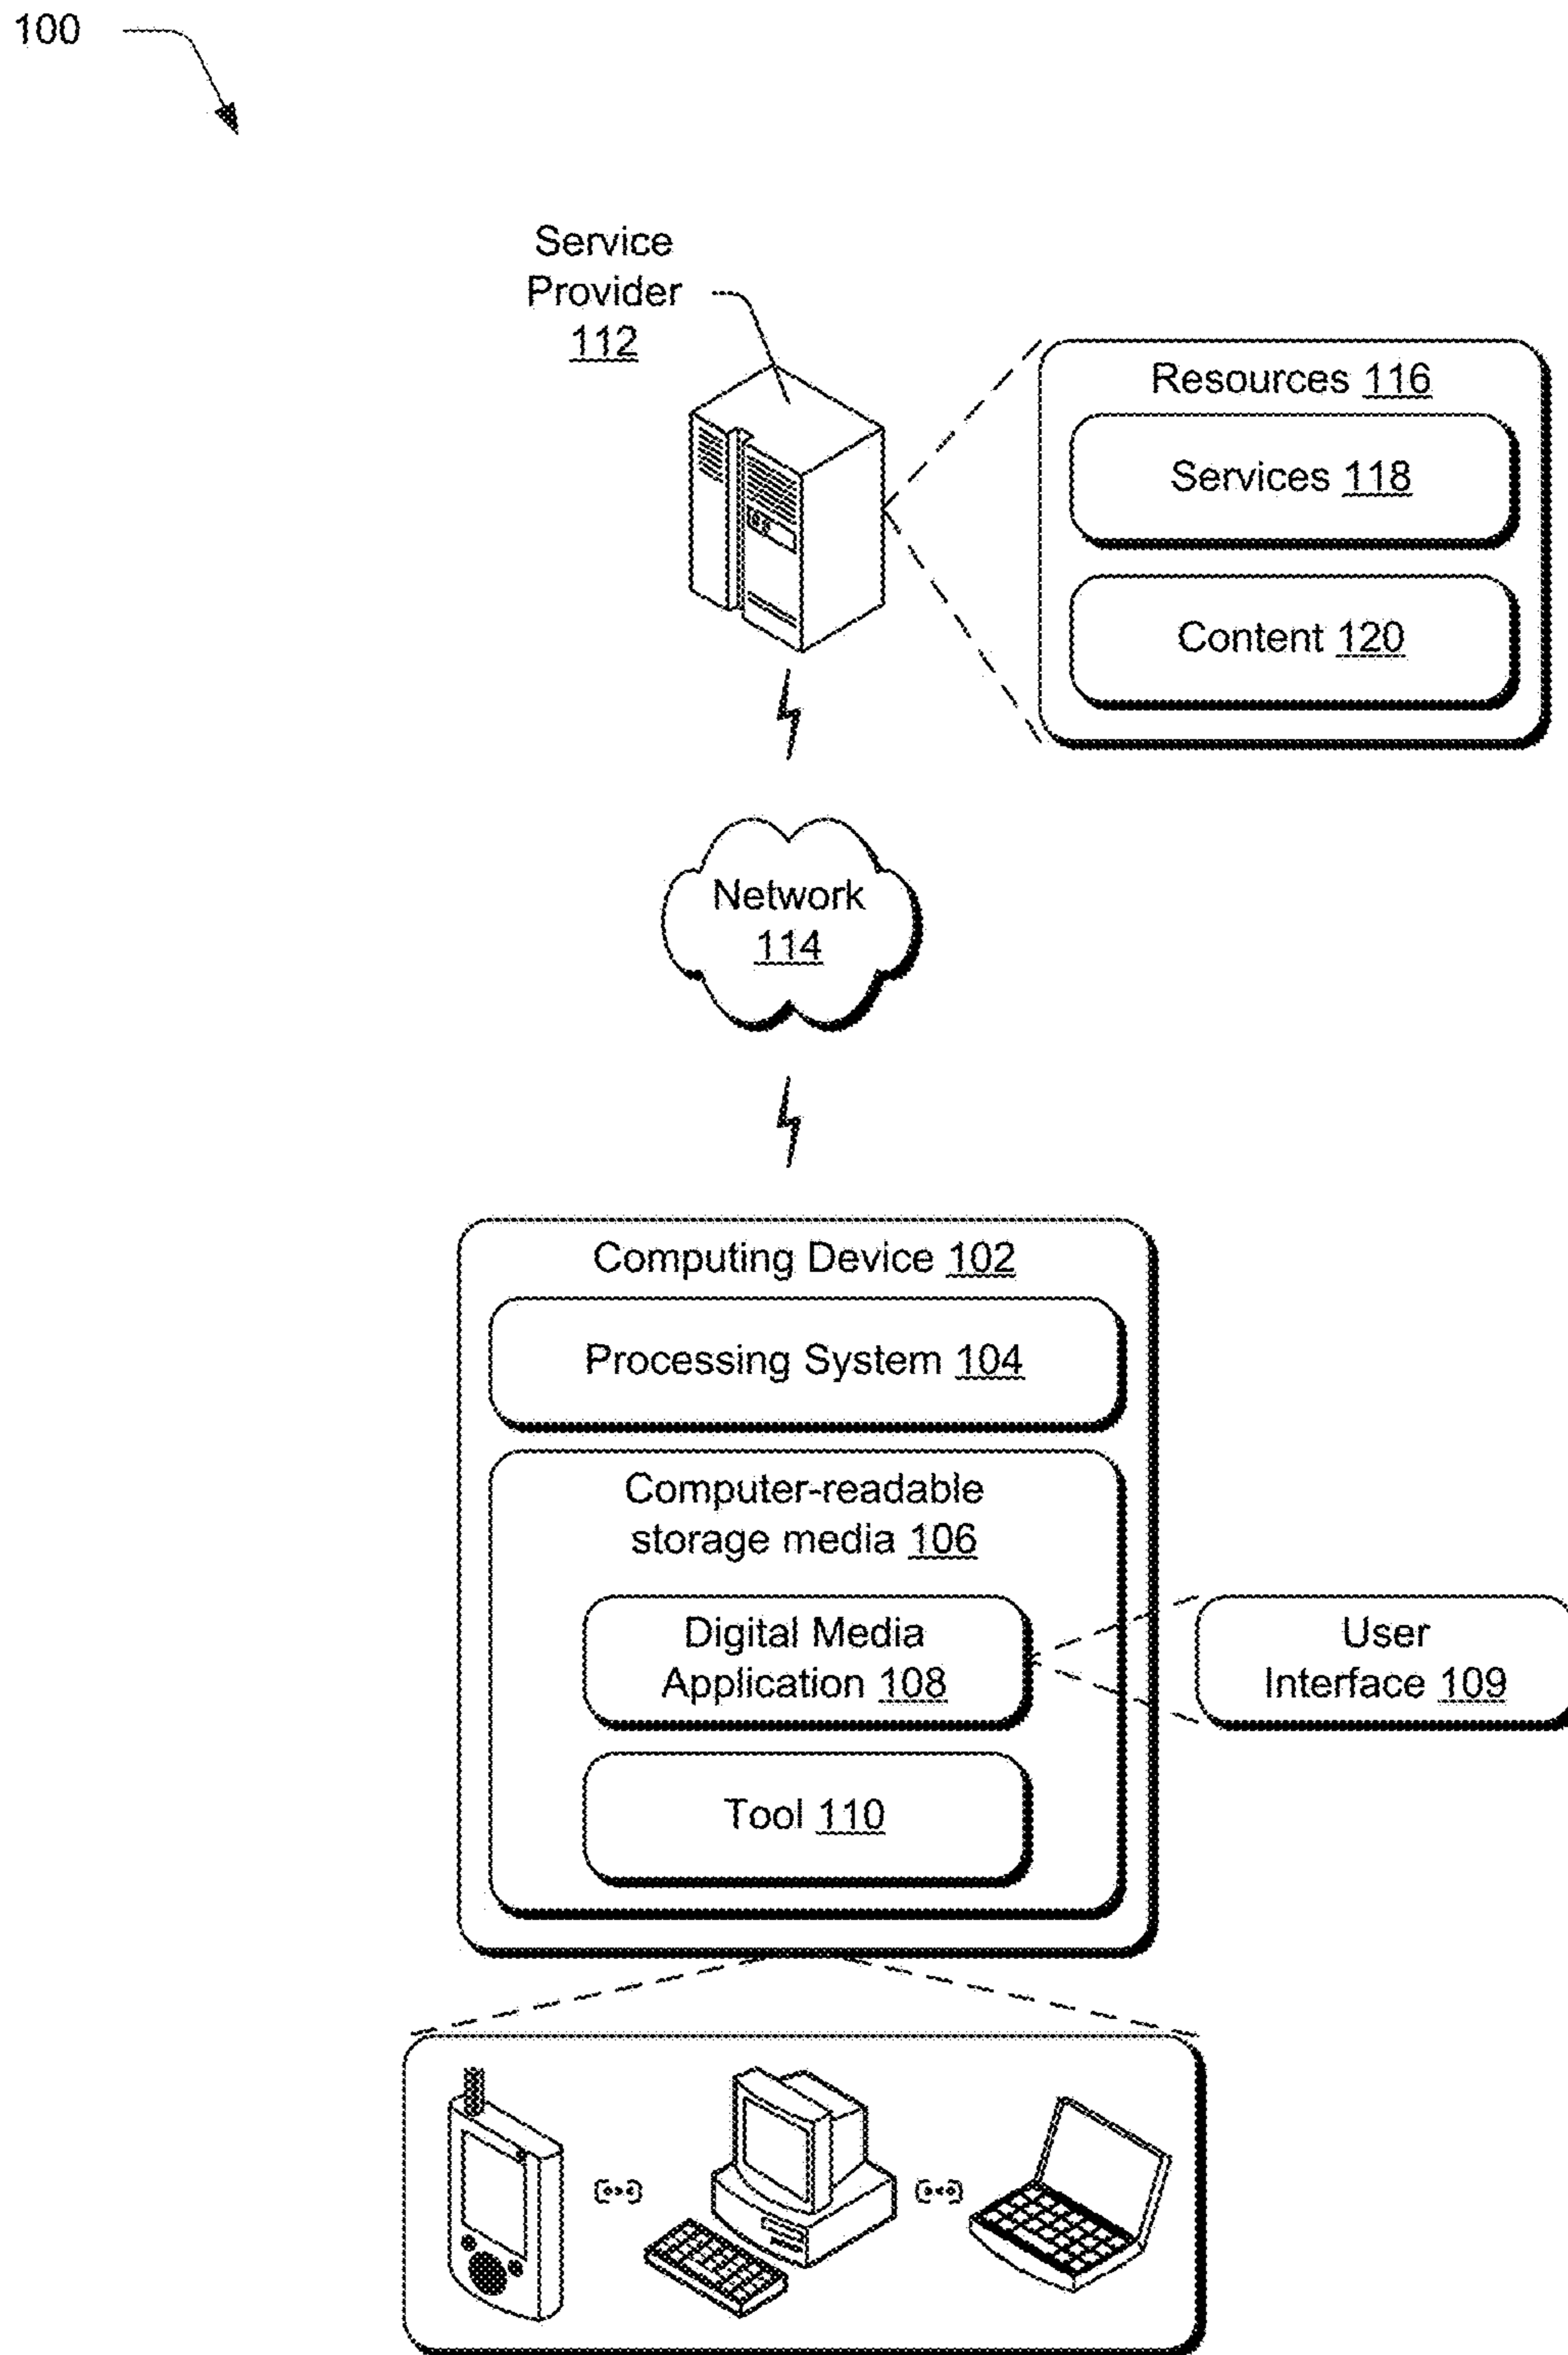 100
Service
Provider
112
Resources 116
Services 118
Content 120
Network
114
Computing Device 102
Processing System 104
Computer-readable
storage media 106
Digital Media
Application 108
User
Interface 109
Tool 110